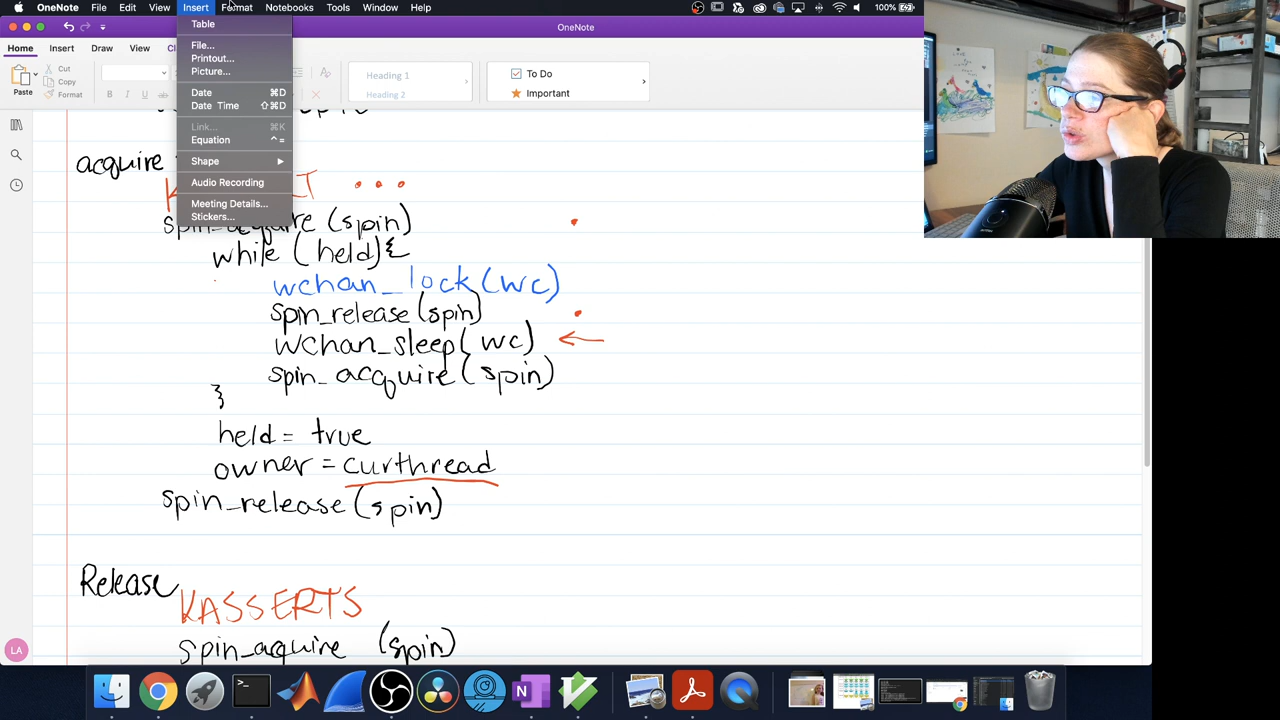 OneNote File Edit View Insert Format Notebooks Tools Window Help 100%
OneNote
Home Insert Draw View
Table
File...
Printout...
Picture...
Date ⌘D
Date Time ⇧⌘D
Link... ⌘K
Equation ^=
Shape
Audio Recording
Meeting Details...
Stickers...
Paste
Cut
Copy
Format
B I U
Heading 1
Heading 2
To Do
Important
acquire
(spin)
while (held){
wchan_lock(wc)
spin_release(spin)
wchan_sleep(wc)
spin_acquire(spin)
}
held = true
owner = curthread
spin_release(spin)
Release
KASSERTS
spin_acquire (spin)
LA